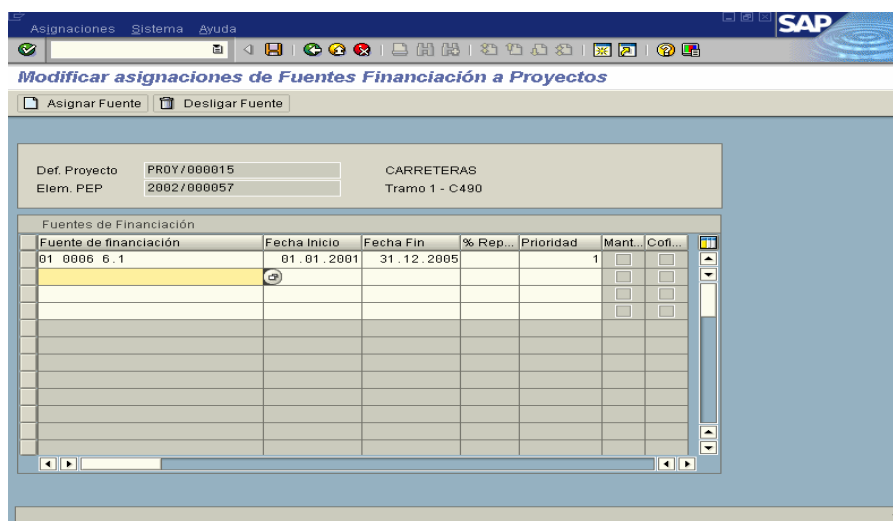 Asignaciones Sistema Ayuda
SAP
Modificar asignaciones de Fuentes Financiación a Proyectos
Asignar Fuente Desligar Fuente
Def. Proyecto PROY/000015 CARRETERAS
Elem. PEP 2002/000057 Tramo 1 - C490
Fuentes de Financiación
Fuente de financiación Fecha Inicio Fecha Fin % Rep... Prioridad Mant... Cofi...
01 0006 6.1 01.01.2001 31.12.2005 1